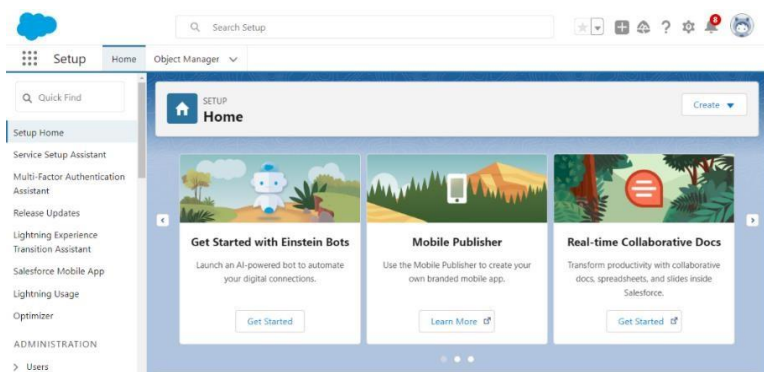 Search Setup
8
Setup
Home
Object Manager
Quick Find
Setup Home
Service Setup Assistant
Multi-Factor Authentication
Assistant
Release Updates
Lightning Experience
Transition Assistant
Salesforce Mobile App
Lightning Usage
Optimizer
ADMINISTRATION
Users
SETUP
Home
Create
Get Started with Einstein Bots
Launch an AI-powered bot to automate
your digital connections.
Get Started
Mobile Publisher
Use the Mobile Publisher to create your
own branded mobile app.
Learn More
Real-time Collaborative Docs
Transform productivity with collaborative
docs, spreadsheets, and slides inside
Salesforce.
Get Started